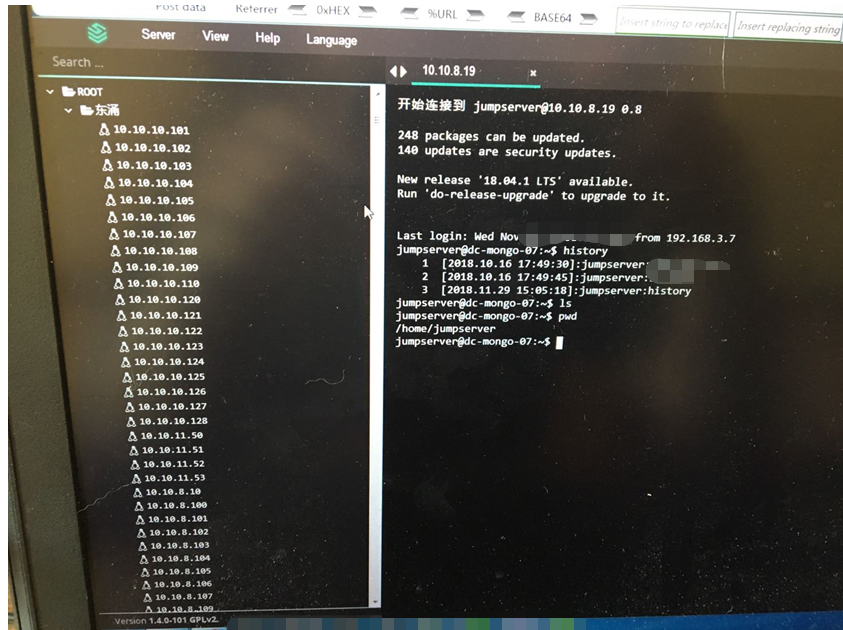 Post data Referrer 0xHEX %URL BASE64 Insert string to replace Insert replacing string
Server View Help Language
Search ...
10.10.8.19 ×
ROOT
东涌
10.10.10.101
10.10.10.102
10.10.10.103
10.10.10.104
10.10.10.105
10.10.10.106
10.10.10.107
10.10.10.108
10.10.10.109
10.10.10.110
10.10.10.120
10.10.10.121
10.10.10.122
10.10.10.123
10.10.10.124
10.10.10.125
10.10.10.126
10.10.10.127
10.10.10.128
10.10.11.50
10.10.11.51
10.10.11.52
10.10.11.53
10.10.8.10
10.10.8.100
10.10.8.101
10.10.8.102
10.10.8.103
10.10.8.104
10.10.8.105
10.10.8.106
10.10.8.107
10.10.8.109
Version 1.4.0-101 GPLv2.
开始连接到 jumpserver@10.10.8.19 0.8
248 packages can be updated.
140 updates are security updates.
New release '18.04.1 LTS' available.
Run 'do-release-upgrade' to upgrade to it.
Last login: Wed Nov from 192.168.3.7
jumpserver@dc-mongo-07:~$ history
1 [2018.10.16 17:49:30]:jumpserver:
2 [2018.10.16 17:49:45]:jumpserver:
3 [2018.11.29 15:05:18]:jumpserver:history
jumpserver@dc-mongo-07:~$ ls
jumpserver@dc-mongo-07:~$ pwd
/home/jumpserver
jumpserver@dc-mongo-07:~$